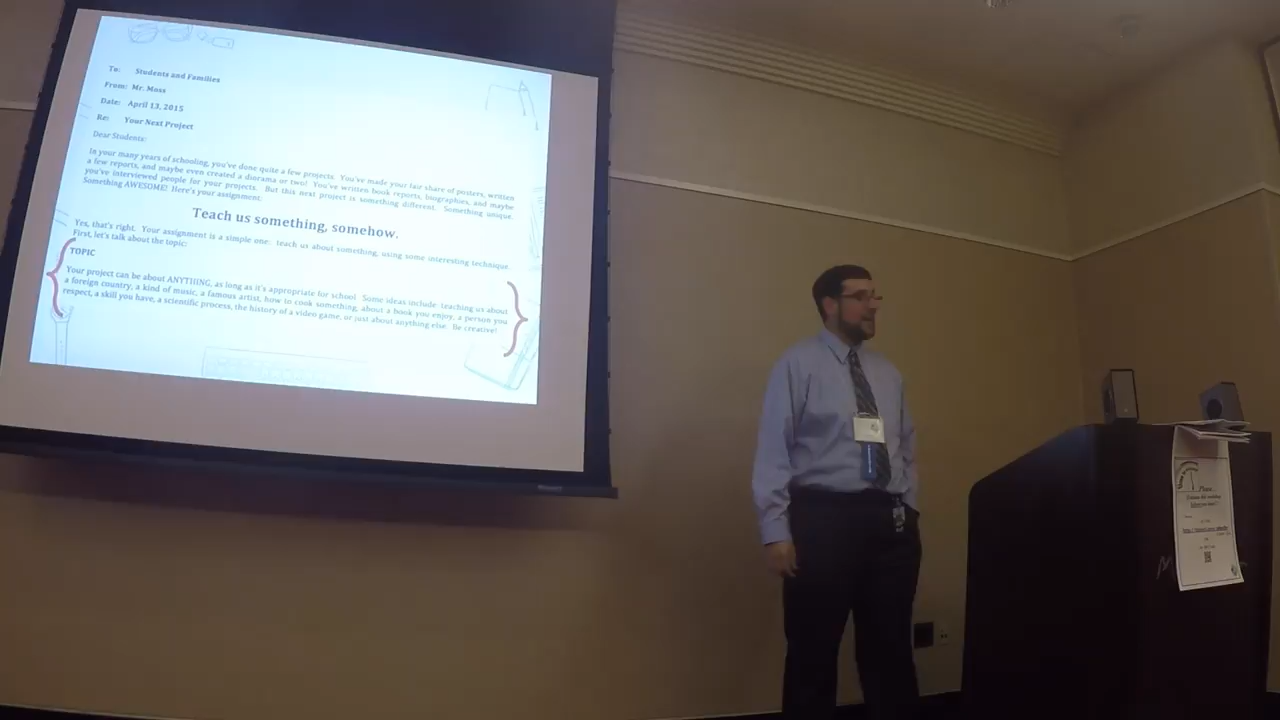 To: Students and Families
From: Mr. Moss
Date: April 13, 2015
Re: Your Next Project
Dear Students:
In your many years of schooling, you've done quite a few projects. You've made your fair share of posters, written
a few reports, and maybe even created a diorama or two! You've written book reports, biographies, and maybe
you've interviewed people for your projects. But this next project is something different. Something unique.
Something AWESOME! Here's your assignment:
Teach us something, somehow.
Yes, that's right. Your assignment is a simple one: teach us about something, using some interesting technique.
First, let's talk about the topic:
TOPIC
Your project can be about ANYTHING, as long as it's appropriate for school. Some ideas include: teaching us about
a foreign country, a kind of music, a famous artist, how to cook something, about a book you enjoy, a person you
respect, a skill you have, a scientific process, the history of a video game, or just about anything else. Be creative!